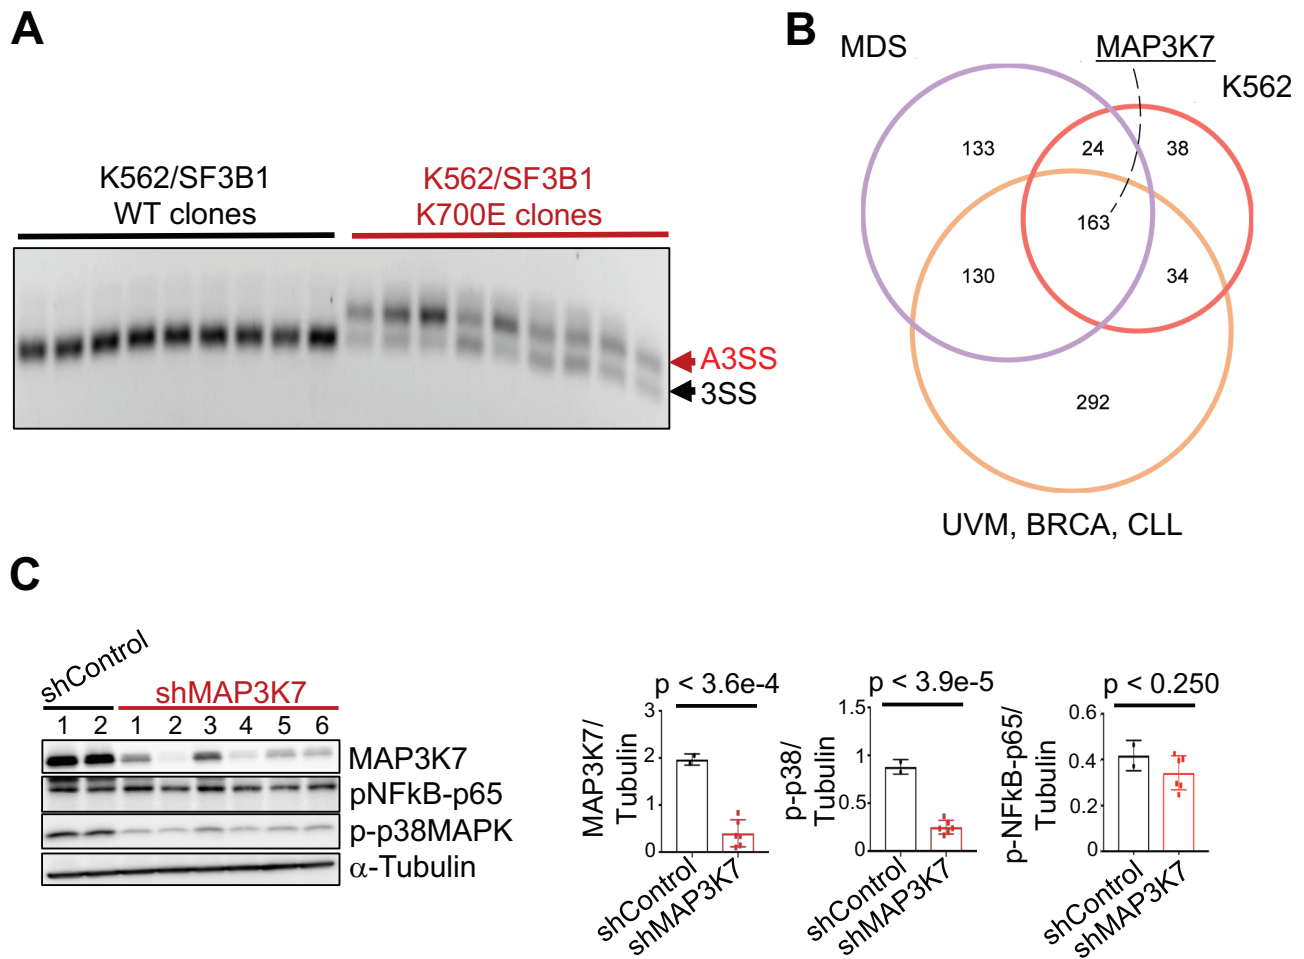 A
K562/SF3B1
WT clones
K562/SF3B1
K700E clones
A3SS
3SS
B
MDS
MAP3K7
K562
133
24
38
163
130
34
292
UVM, BRCA, CLL
C
shControl
shMAP3K7
1 2 1 2 3 4 5 6
MAP3K7
pNFkB-p65
p-p38MAPK
α-Tubulin
p < 3.6e-4
MAP3K7/
Tubulin
3
2
1
0
shControl
shMAP3K7
p < 3.9e-5
p-p38/
Tubulin
1.5
1
0.5
0
shControl
shMAP3K7
p < 0.250
p-NFkB-p65/
Tubulin
0.6
0.4
0.2
0
shControl
shMAP3K7